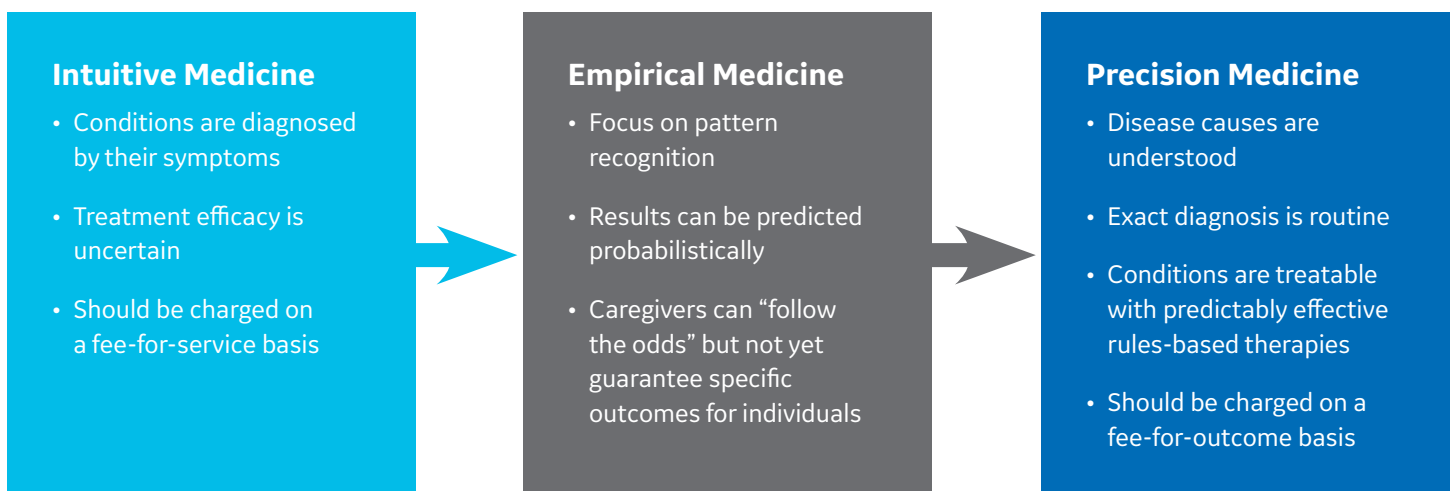 Intuitive Medicine
• Conditions are diagnosed
by their symptoms
• Treatment efficacy is
uncertain
• Should be charged on
a fee-for-service basis
Empirical Medicine
• Focus on pattern
recognition
• Results can be predicted
probabilistically
• Caregivers can “follow
the odds” but not yet
guarantee specific
outcomes for individuals
Precision Medicine
• Disease causes are
understood
• Exact diagnosis is routine
• Conditions are treatable
with predictably effective
rules-based therapies
• Should be charged on a
fee-for-outcome basis